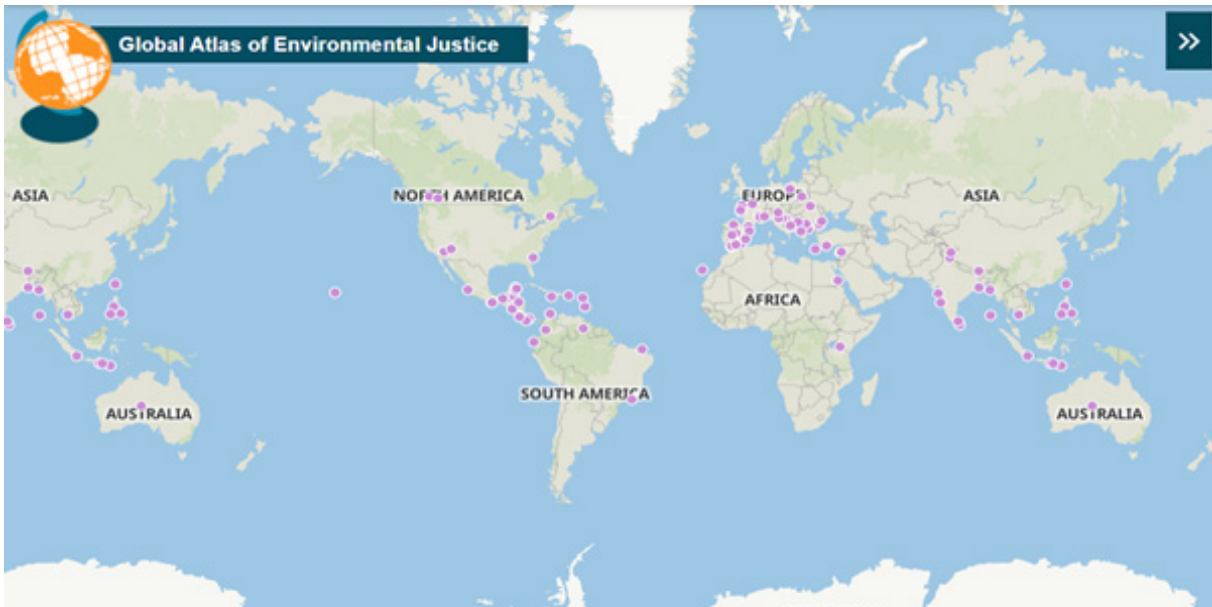 Global Atlas of Environmental Justice
»
ASIA
NORTH AMERICA
EUROPE
ASIA
AFRICA
SOUTH AMERICA
AUSTRALIA
AUSTRALIA